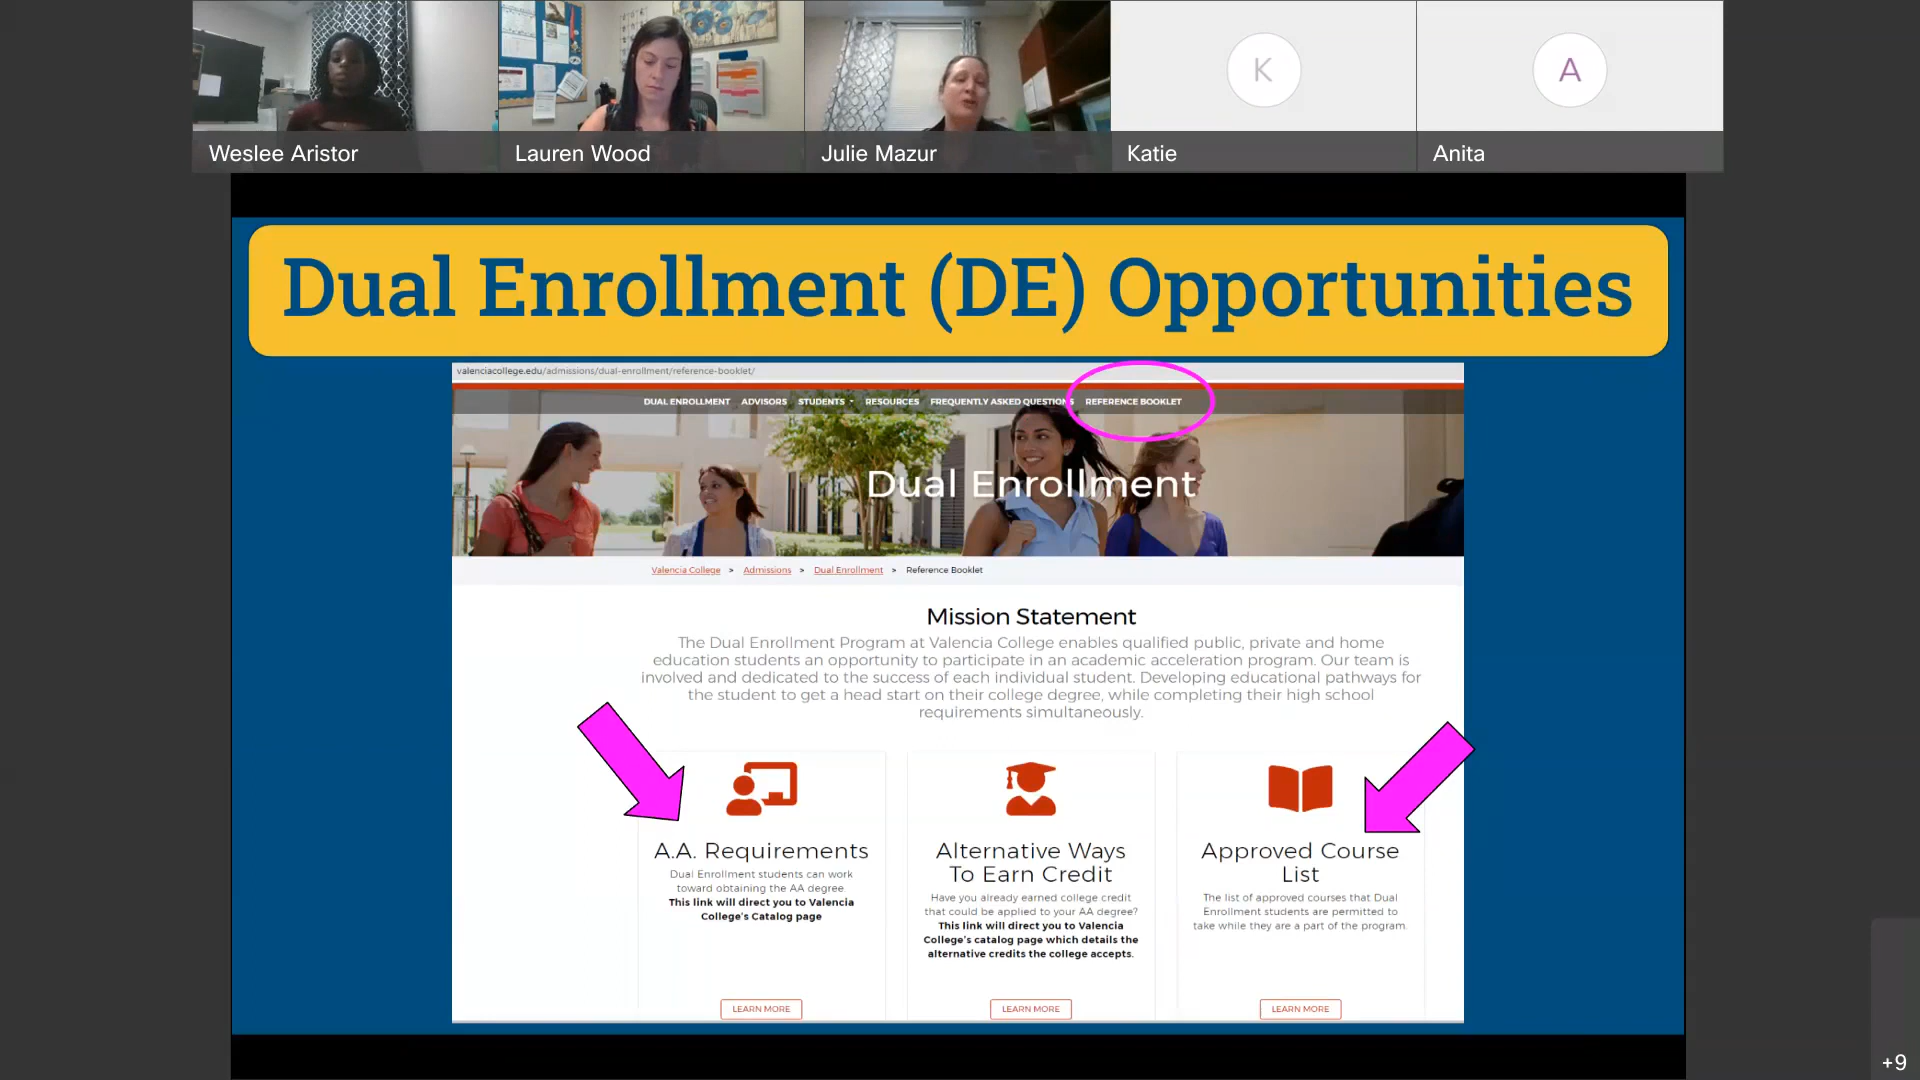 Weslee Aristor
Lauren Wood
Julie Mazur
K
Katie
A
Anita
Dual Enrollment (DE) Opportunities
valenciacollege.edu/admissions/dual-enrollment/reference-booklet/
DUAL ENROLLMENT ADVISORS STUDENTS RESOURCES FREQUENTLY ASKED QUESTIONS REFERENCE BOOKLET
Dual Enrollment
Valencia College > Admissions > Dual Enrollment > Reference Booklet
Mission Statement
The Dual Enrollment Program at Valencia College enables qualified public, private and home
education students an opportunity to participate in an academic acceleration program. Our team is
involved and dedicated to the success of each individual student. Developing educational pathways for
the student to get a head start on their college degree, while completing their high school
requirements simultaneously.
A.A. Requirements
Dual Enrollment students can work
toward obtaining the AA degree
This link will direct you to Valencia
College's Catalog page
LEARN MORE
Alternative Ways
To Earn Credit
Have you already earned college credit
that could be applied to your AA degree?
This link will direct you to Valencia
College's catalog page which details the
alternative credits the college accepts.
LEARN MORE
Approved Course
List
The list of approved courses that Dual
Enrollment students are permitted to
take while they are a part of the program
LEARN MORE
+9